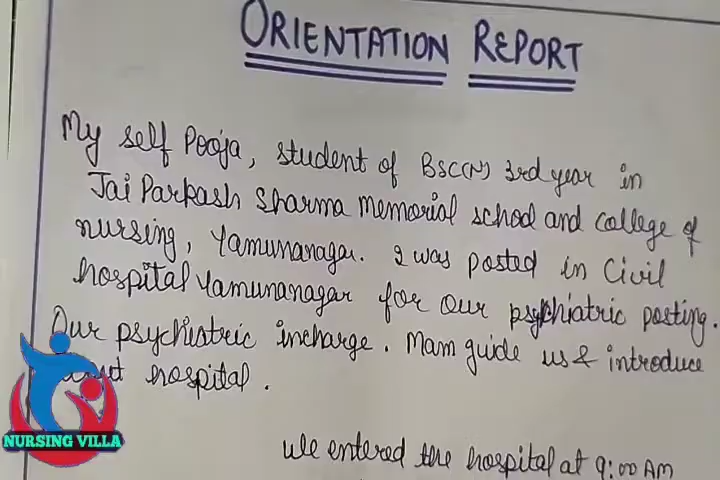 ORIENTATION REPORT
My self Pooja, student of BSC(N) 3rd year in
Jai Parkash Sharma Memorial school and college of
nursing, Yamunanagar. I was posted in Civil
hospital Yamunanagar for our psychiatric posting.
Our psychiatric incharge. Mam guide us & introduce
hospital.
We entered the hospital at 9:00 AM
NURSING VILLA